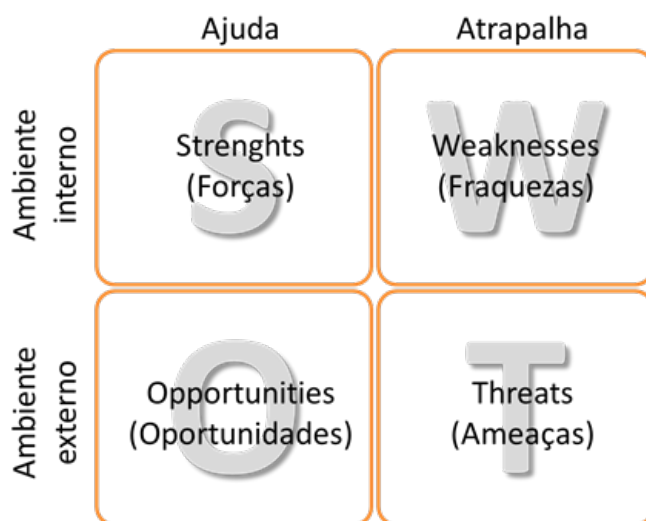 Ajuda
Atrapalha
Ambiente
interno
S
Strenghts
(Forças)
W
Weaknesses
(Fraquezas)
Ambiente
externo
O
Opportunities
(Oportunidades)
T
Threats
(Ameaças)